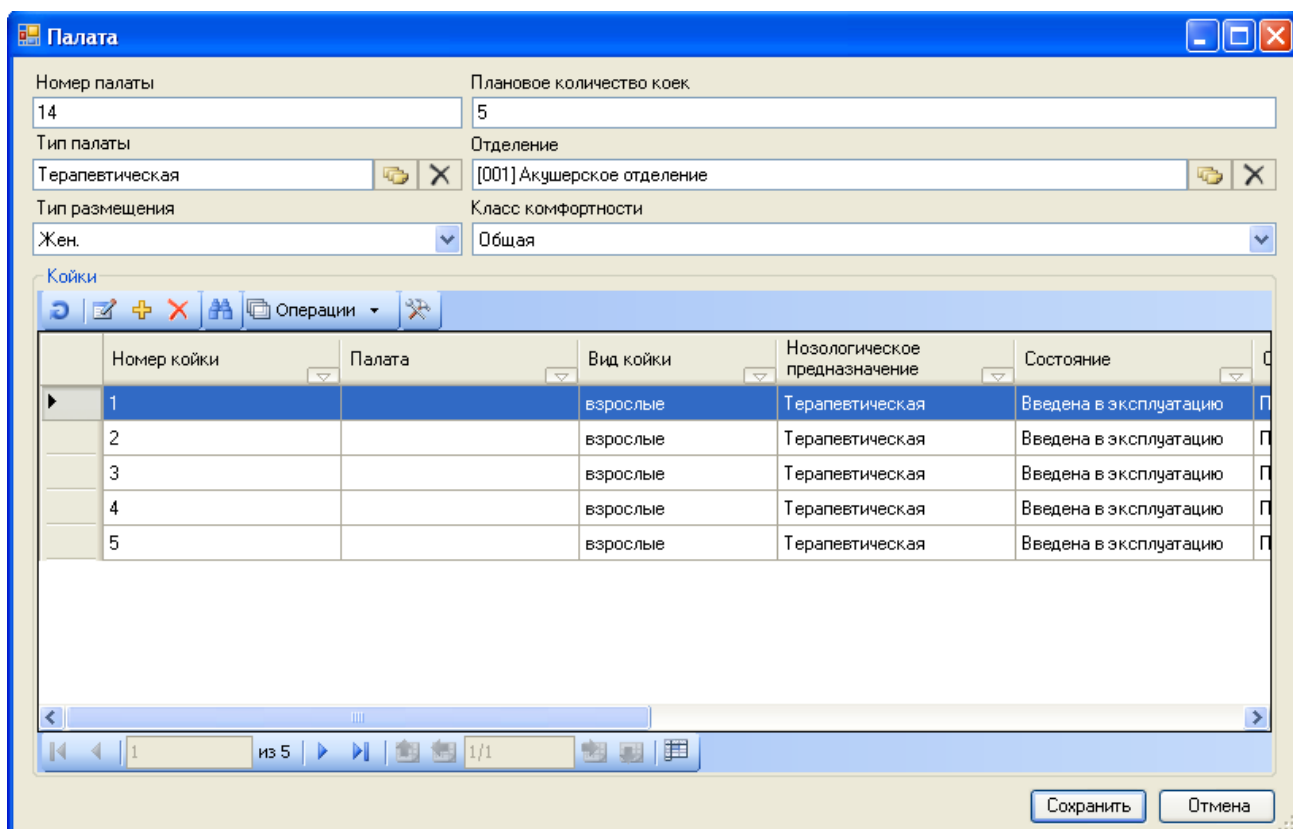 Палата
Номер палаты Плановое количество коек
14 5
Тип палаты Отделение
Терапевтическая [001] Акушерское отделение
Тип размещения Класс комфортности
Жен. Общая
Койки
Операции
Номер койки Палата Вид койки Нозологическое предназначение Состояние
1 взрослые Терапевтическая Введена в эксплуатацию П
2 взрослые Терапевтическая Введена в эксплуатацию П
3 взрослые Терапевтическая Введена в эксплуатацию П
4 взрослые Терапевтическая Введена в эксплуатацию П
5 взрослые Терапевтическая Введена в эксплуатацию П
1 из 5 1/1
Сохранить Отмена